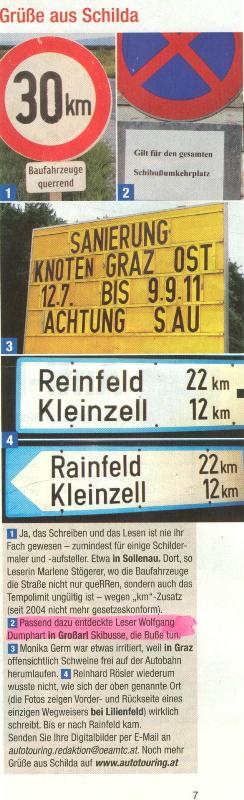 Grüße aus Schilda
30 km
Baufahrzeuge
querrend
1
Gilt für den gesamten
Schibußumkehrplatz
2
SANIERUNG
KNOTEN GRAZ OST
12.7. BIS 9.9.11
ACHTUNG S AU
3
Reinfeld 22 km
Kleinzell 12 km
4
Rainfeld 22 km
Kleinzell 12 km
1 Ja, das Schreiben und das Lesen ist nie ihr
Fach gewesen – zumindest für einige Schilder-
maler und -aufsteller. Etwa in Sollenau. Dort, so
Leserin Marlene Stögerer, wo die Baufahrzeuge
die Straße nicht nur queRRen, sondern auch das
Tempolimit ungültig ist – wegen „km“-Zusatz
(seit 2004 nicht mehr gesetzeskonform).
2 Passend dazu entdeckte Leser Wolfgang
Dumphart in Großarl Skibusse, die Buße tun.
3 Monika Germ war etwas irritiert, weil in Graz
offensichtlich Schweine frei auf der Autobahn
herumlaufen. 4 Reinhard Rösler wiederum
wusste nicht, wie sich der oben genannte Ort
(die Fotos zeigen Vorder- und Rückseite eines
einzigen Wegweisers bei Lilienfeld) wirklich
schreibt. Bis er nach Rainfeld kam.
Senden Sie Ihre Digitalbilder per E-Mail an
autotouring.redaktion@oeamtc.at. Noch mehr
Grüße aus Schilda auf www.autotouring.at
7